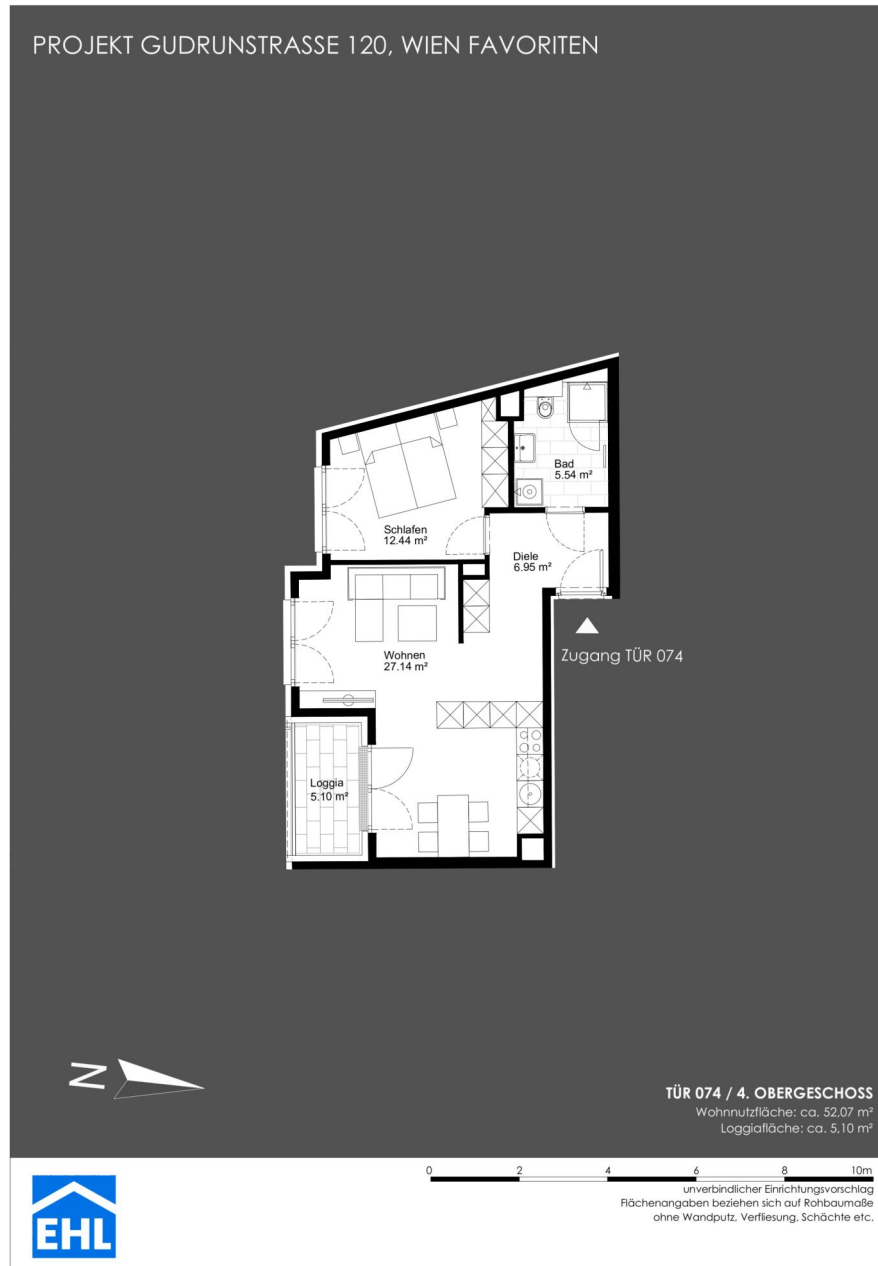 PROJEKT GUDRUNSTRASSE 120, WIEN FAVORITEN
Bad
5.54 m²
Schlafen
12.44 m²
Diele
6.95 m²
Wohnen
27.14 m²
Zugang TÜR 074
Loggia
5.10 m²
N
TÜR 074 / 4. OBERGESCHOSS
Wohnnutzfläche: ca. 52,07 m²
Loggiafläche: ca. 5,10 m²
0 2 4 6 8 10m
unverbindlicher Einrichtungsvorschlag
Flächenangaben beziehen sich auf Rohbaumaße
ohne Wandputz, Verfliesung, Schächte etc.
EHL